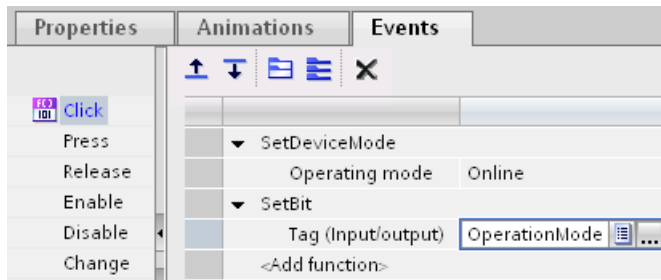 Properties Animations Events
Click
Press
Release
Enable
Disable
Change
SetDeviceMode
Operating mode Online
SetBit
Tag (Input/output) OperationMode ...
<Add function>